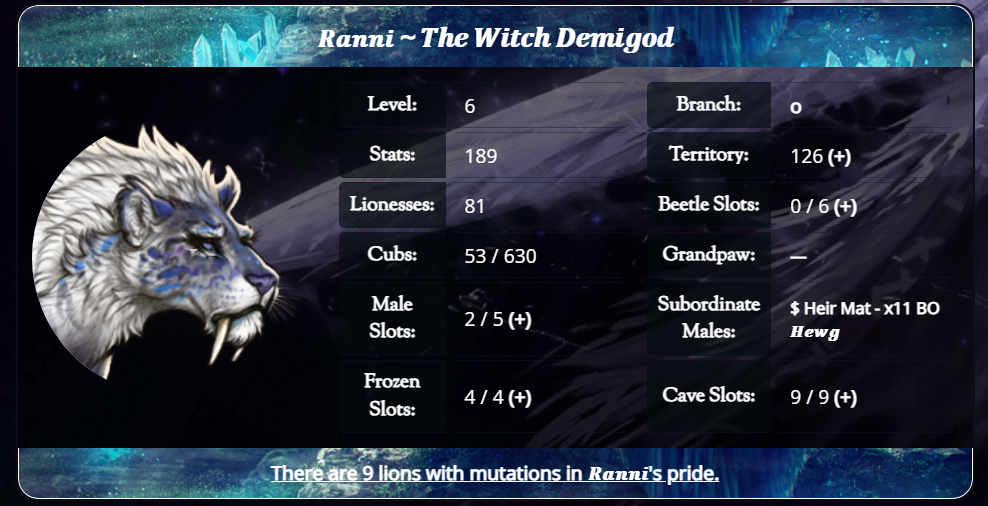 Ranni ~ The Witch Demigod
Level: 6
Branch: o
Stats: 189
Territory: 126 (+)
Lionesses: 81
Beetle Slots: 0 / 6 (+)
Cubs: 53 / 630
Grandpaw: —
Male
Slots: 2 / 5 (+)
Subordinate
Males: $ Heir Mat - x11 BO
Hewg
Frozen
Slots: 4 / 4 (+)
Cave Slots: 9 / 9 (+)
There are 9 lions with mutations in Ranni's pride.